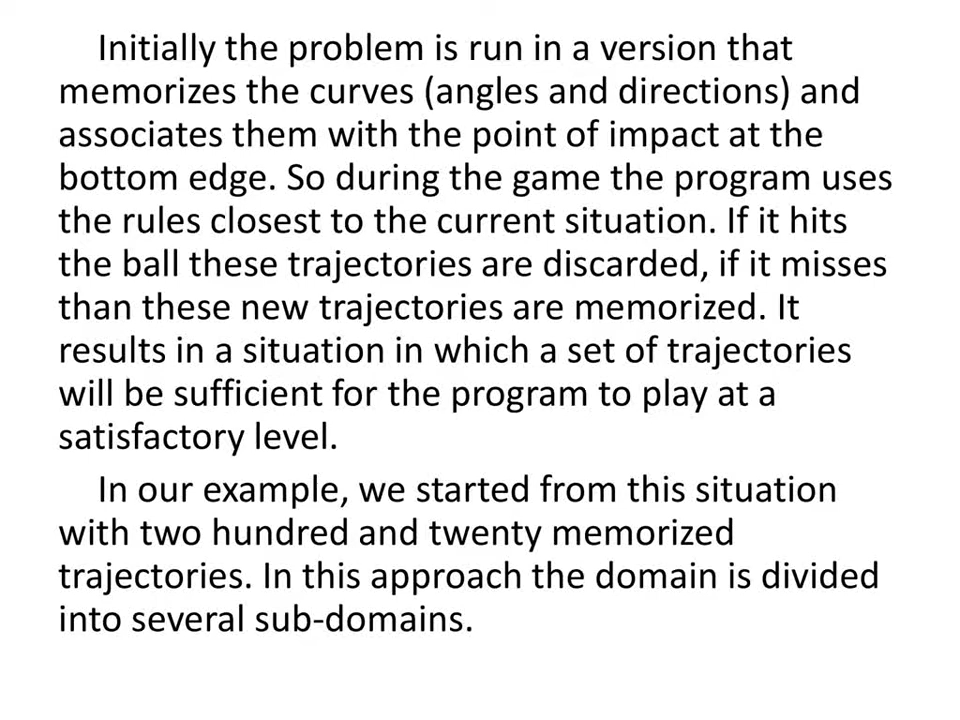 Initially the problem is run in a version that
memorizes the curves (angles and directions) and
associates them with the point of impact at the
bottom edge. So during the game the program uses
the rules closest to the current situation. If it hits
the ball these trajectories are discarded, if it misses
than these new trajectories are memorized. It
results in a situation in which a set of trajectories
will be sufficient for the program to play at a
satisfactory level.
In our example, we started from this situation
with two hundred and twenty memorized
trajectories. In this approach the domain is divided
into several sub-domains.